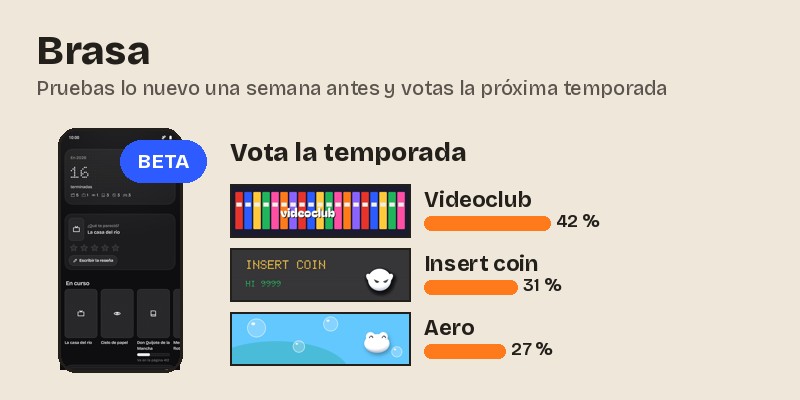 Brasa
Pruebas lo nuevo una semana antes y votas la próxima temporada
10:00
BETA
16
terminadas
¿Qué te pareció?
La casa del río
Escribir la reseña
En curso
La casa del río
Cielo de papel
Don Quijote de la Mancha
Vota la temporada
videoclub
Videoclub
42 %
INSERT COIN
HI 9999
Insert coin
31 %
Aero
27 %